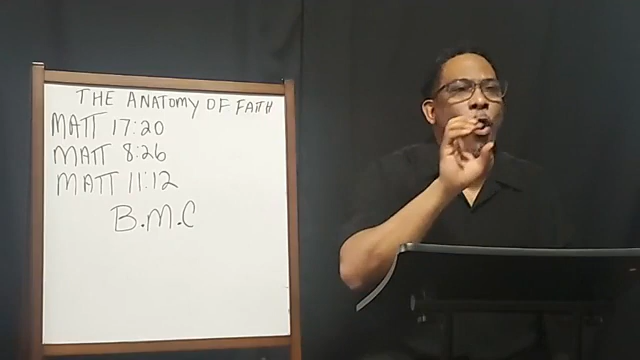 THE ANATOMY OF FAITH
MATT 17:20
MATT 8:26
MATT 11:12
B.M.C